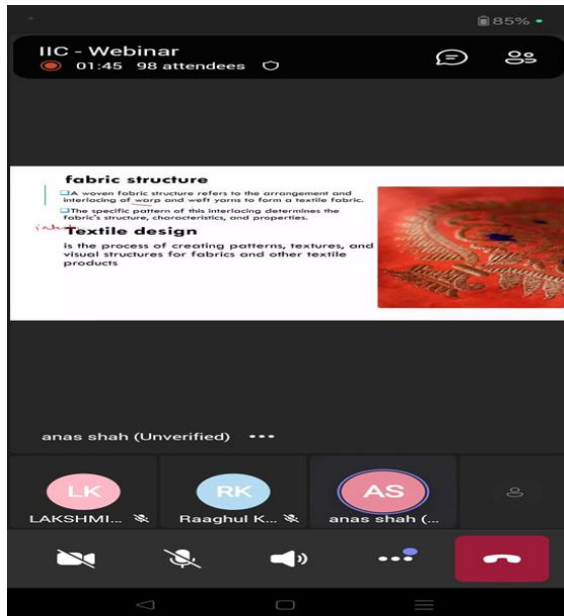 85%
IIC - Webinar
01:45 98 attendees
fabric structure
A woven fabric structure refers to the arrangement and
interlocing of warp and weft yarns to form a textile fabric.
The specific pattern of this interlacing determines the
fabric's structure, characteristics, and properties.
Textile design
is the process of creating patterns, textures, and
visual structures for fabrics and other textile
products
anas shah (Unverified)
LK
RK
AS
LAKSHMI...
Raaghul K...
anas shah (...